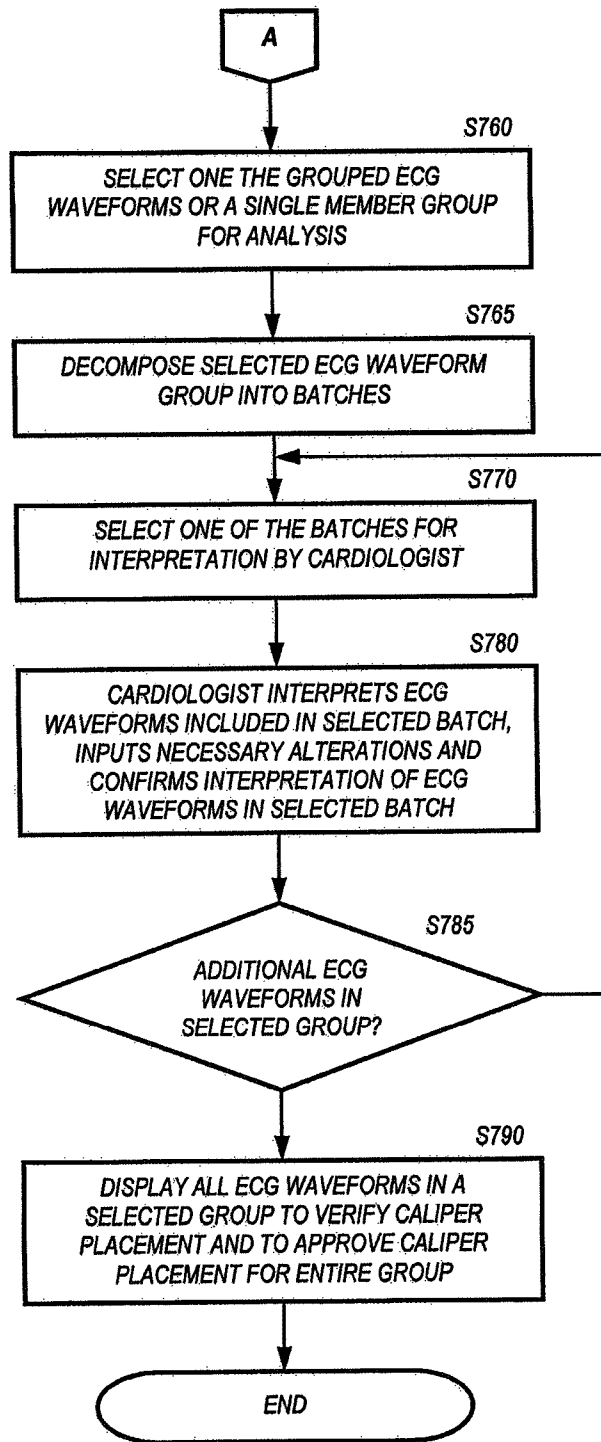 A
S760
SELECT ONE THE GROUPED ECG
WAVEFORMS OR A SINGLE MEMBER GROUP
FOR ANALYSIS
S765
DECOMPOSE SELECTED ECG WAVEFORM
GROUP INTO BATCHES
S770
SELECT ONE OF THE BATCHES FOR
INTERPRETATION BY CARDIOLOGIST
S780
CARDIOLOGIST INTERPRETS ECG
WAVEFORMS INCLUDED IN SELECTED BATCH,
INPUTS NECESSARY ALTERATIONS AND
CONFIRMS INTERPRETATION OF ECG
WAVEFORMS IN SELECTED BATCH
S785
ADDITIONAL ECG
WAVEFORMS IN
SELECTED GROUP?
S790
DISPLAY ALL ECG WAVEFORMS IN A
SELECTED GROUP TO VERIFY CALIPER
PLACEMENT AND TO APPROVE CALIPER
PLACEMENT FOR ENTIRE GROUP
END